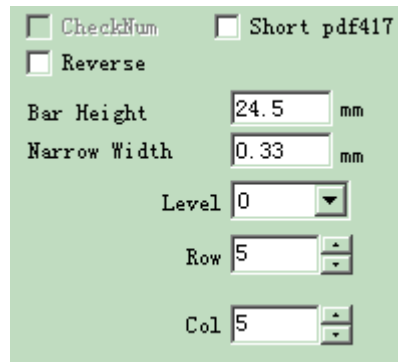 CheckNum Short pdf417
Reverse
Bar Height 24.5 mm
Narrow Width 0.33 mm
Level 0
Row 5
Col 5